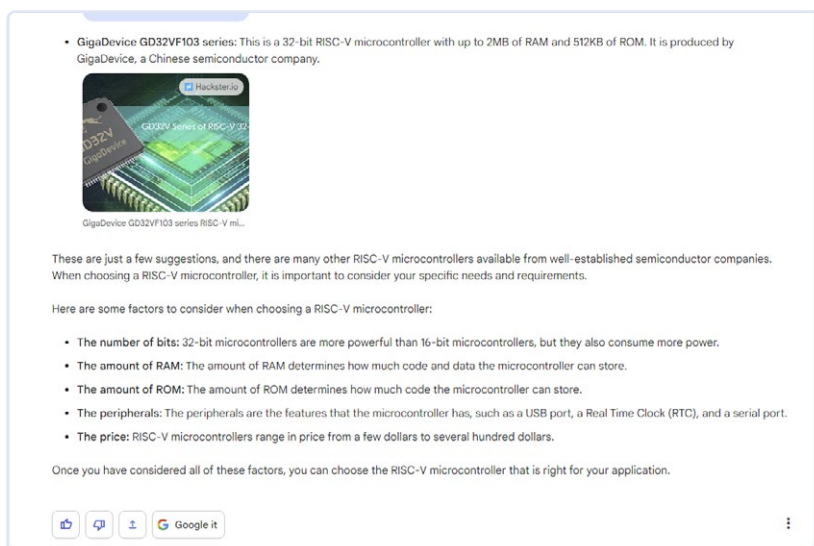 • GigaDevice GD32VF103 series: This is a 32-bit RISC-V microcontroller with up to 2MB of RAM and 512KB of ROM. It is produced by
GigaDevice, a Chinese semiconductor company.
Hackster.io
GD32V Series of RISC-V 32-
D32V
GigaDevice
GigaDevice GD32VF103 series RISC-V mi...
These are just a few suggestions, and there are many other RISC-V microcontrollers available from well-established semiconductor companies.
When choosing a RISC-V microcontroller, it is important to consider your specific needs and requirements.
Here are some factors to consider when choosing a RISC-V microcontroller:
• The number of bits: 32-bit microcontrollers are more powerful than 16-bit microcontrollers, but they also consume more power.
• The amount of RAM: The amount of RAM determines how much code and data the microcontroller can store.
• The amount of ROM: The amount of ROM determines how much code the microcontroller can store.
• The peripherals: The peripherals are the features that the microcontroller has, such as a USB port, a Real Time Clock (RTC), and a serial port.
• The price: RISC-V microcontrollers range in price from a few dollars to several hundred dollars.
Once you have considered all of these factors, you can choose the RISC-V microcontroller that is right for your application.
Google it